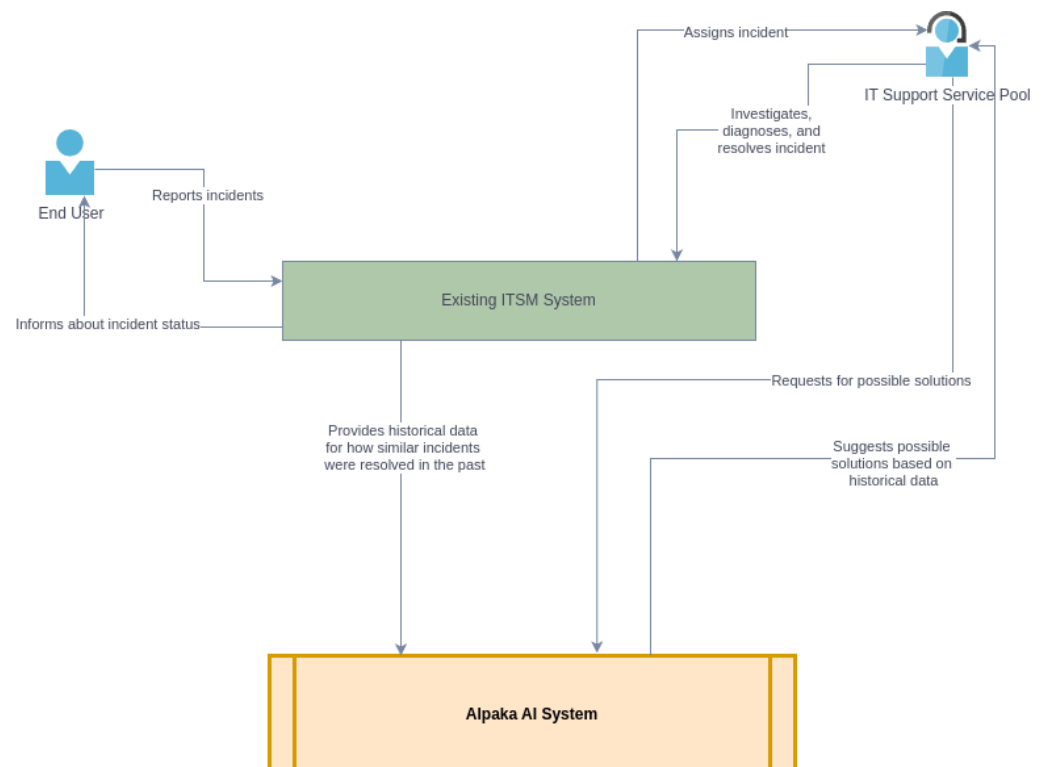 Assigns incident
IT Support Service Pool
Investigates,
diagnoses, and
resolves incident
Reports incidents
End User
Existing ITSM System
Informs about incident status
Requests for possible solutions
Provides historical data
for how similar incidents
were resolved in the past
Suggests possible
solutions based on
historical data
Alpaka AI System